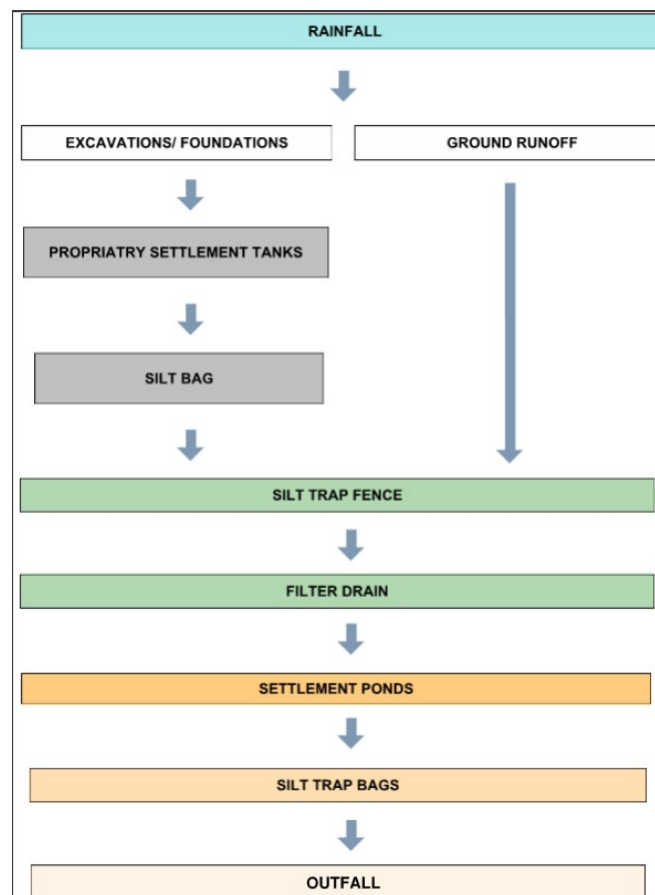 RAINFALL
EXCAVATIONS/ FOUNDATIONS
GROUND RUNOFF
PROPRIATRY SETTLEMENT TANKS
SILT BAG
SILT TRAP FENCE
FILTER DRAIN
SETTLEMENT PONDS
SILT TRAP BAGS
OUTFALL